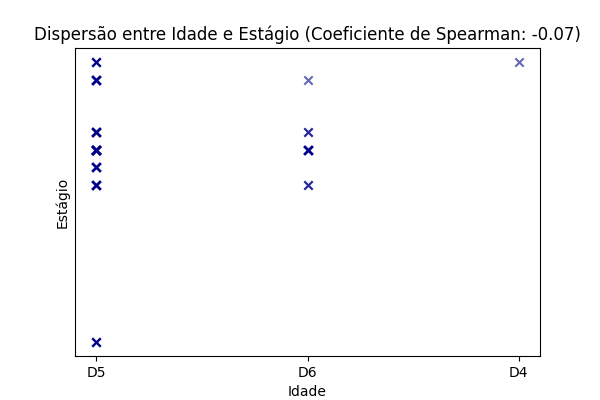 Dispersão entre Idade e Estágio (Coeficiente de Spearman: -0.07)
Estágio
D5
D6
D4
Idade